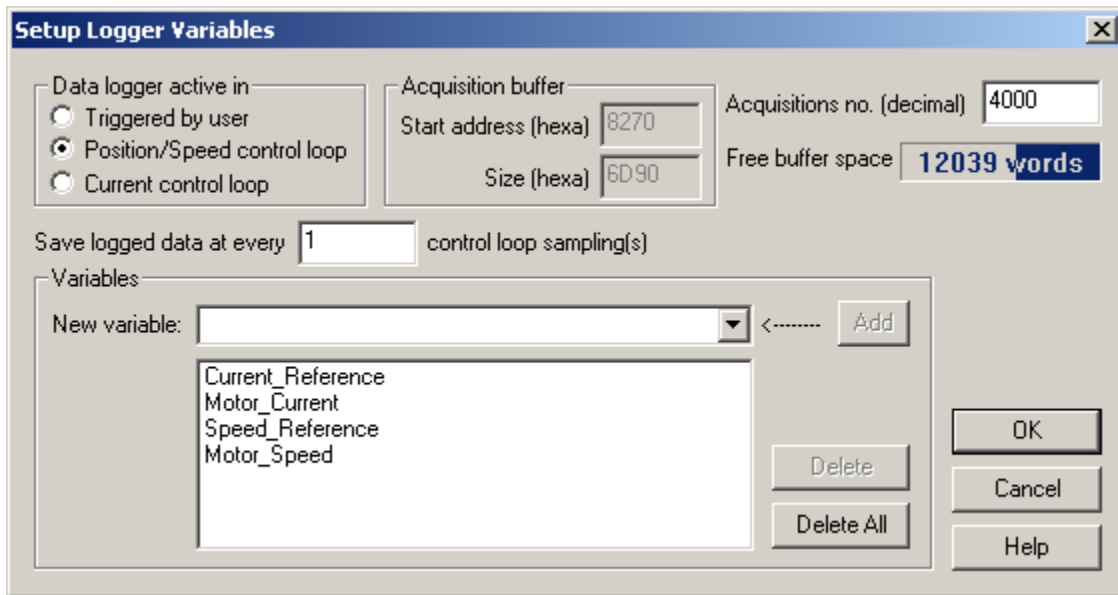 Setup Logger Variables
Data logger active in
Triggered by user
Position/Speed control loop
Current control loop
Acquisition buffer
Start address (hexa) 8270
Size (hexa) 6D90
Acquisitions no. (decimal) 4000
Free buffer space 12039 words
Save logged data at every 1 control loop sampling(s)
Variables
New variable: <-------- Add
Current_Reference
Motor_Current
Speed_Reference
Motor_Speed
Delete
Delete All
OK
Cancel
Help